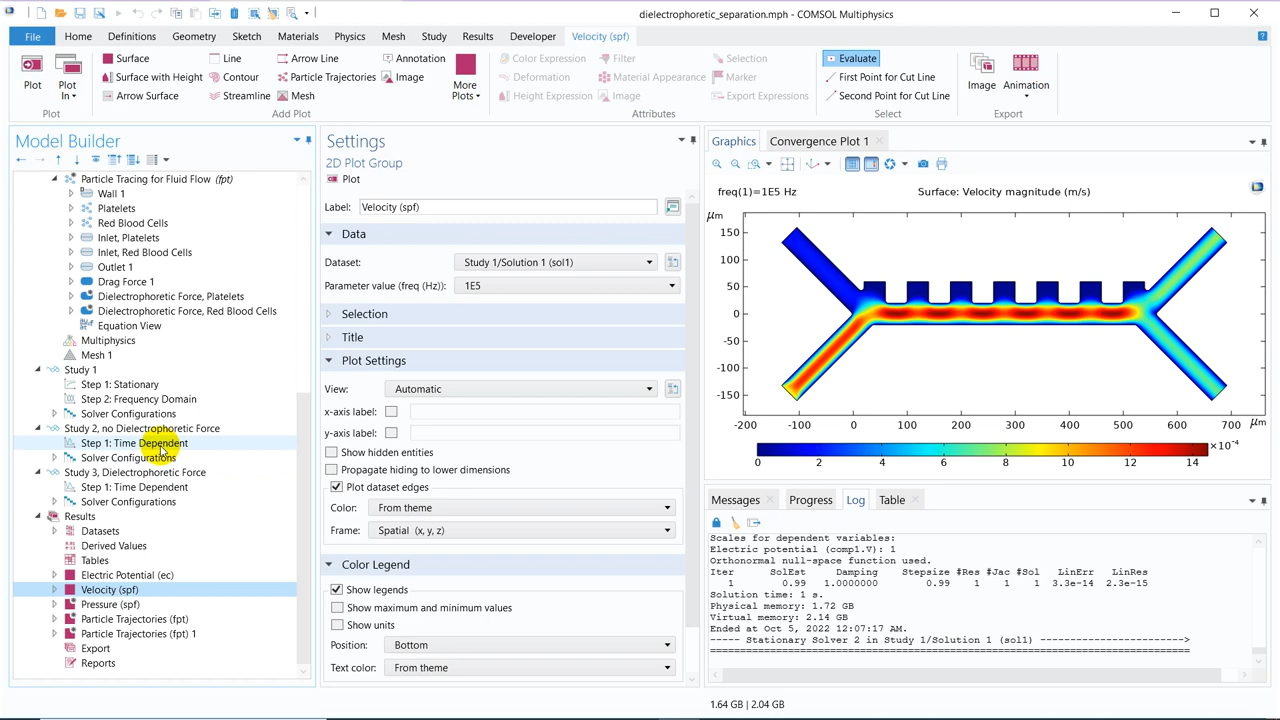 dielectrophoretic_separation.mph - COMSOL Multiphysics
File Home Definitions Geometry Sketch Materials Physics Mesh Study Results Developer Velocity (spf)
Surface Line Arrow Line Annotation Color Expression Filter Selection Evaluate
Surface with Height Contour Particle Trajectories Image Deformation Material Appearance Marker First Point for Cut Line
Plot Plot In Arrow Surface Streamline Mesh More Plots Height Expression Image Export Expressions Second Point for Cut Line Image Animation
Plot Add Plot Attributes Select Export
Model Builder
Particle Tracing for Fluid Flow (fpt)
Wall 1
Platelets
Red Blood Cells
Inlet, Platelets
Inlet, Red Blood Cells
Outlet 1
Drag Force 1
Dielectrophoretic Force, Platelets
Dielectrophoretic Force, Red Blood Cells
Equation View
Multiphysics
Mesh 1
Study 1
Step 1: Stationary
Step 2: Frequency Domain
Solver Configurations
Study 2, no Dielectrophoretic Force
Step 1: Time Dependent
Solver Configurations
Study 3, Dielectrophoretic Force
Step 1: Time Dependent
Solver Configurations
Results
Datasets
Derived Values
Tables
Electric Potential (ec)
Velocity (spf)
Pressure (spf)
Particle Trajectories (fpt)
Particle Trajectories (fpt) 1
Export
Reports
Settings
2D Plot Group
Plot
Label: Velocity (spf)
Data
Dataset: Study 1/Solution 1 (sol1)
Parameter value (freq (Hz)): 1E5
Selection
Title
Plot Settings
View: Automatic
x-axis label:
y-axis label:
Show hidden entities
Propagate hiding to lower dimensions
Plot dataset edges
Color: From theme
Frame: Spatial (x, y, z)
Color Legend
Show legends
Show maximum and minimum values
Show units
Position: Bottom
Text color: From theme
Graphics Convergence Plot 1
freq(1)=1E5 Hz Surface: Velocity magnitude (m/s)
µm µm
150
100
50
0
-50
-100
-150
-200 -100 0 100 200 300 400 500 600 700 µm
×10⁻⁴
0 2 4 6 8 10 12 14
Messages Progress Log Table
Scales for dependent variables:
Electric potential (comp1.V): 1
Orthonormal null-space function used.
Iter SolEst Damping Stepsize #Res #Jac #Sol LinErr LinRes
1 0.99 1.0000000 0.99 1 1 1 3.3e-14 2.3e-15
Solution time: 1 s.
Physical memory: 1.72 GB
Virtual memory: 2.14 GB
Ended at Oct 5, 2022 12:07:17 AM.
----- Stationary Solver 2 in Study 1/Solution 1 (sol1) ------------------------>
================================================================================
1.64 GB | 2.04 GB